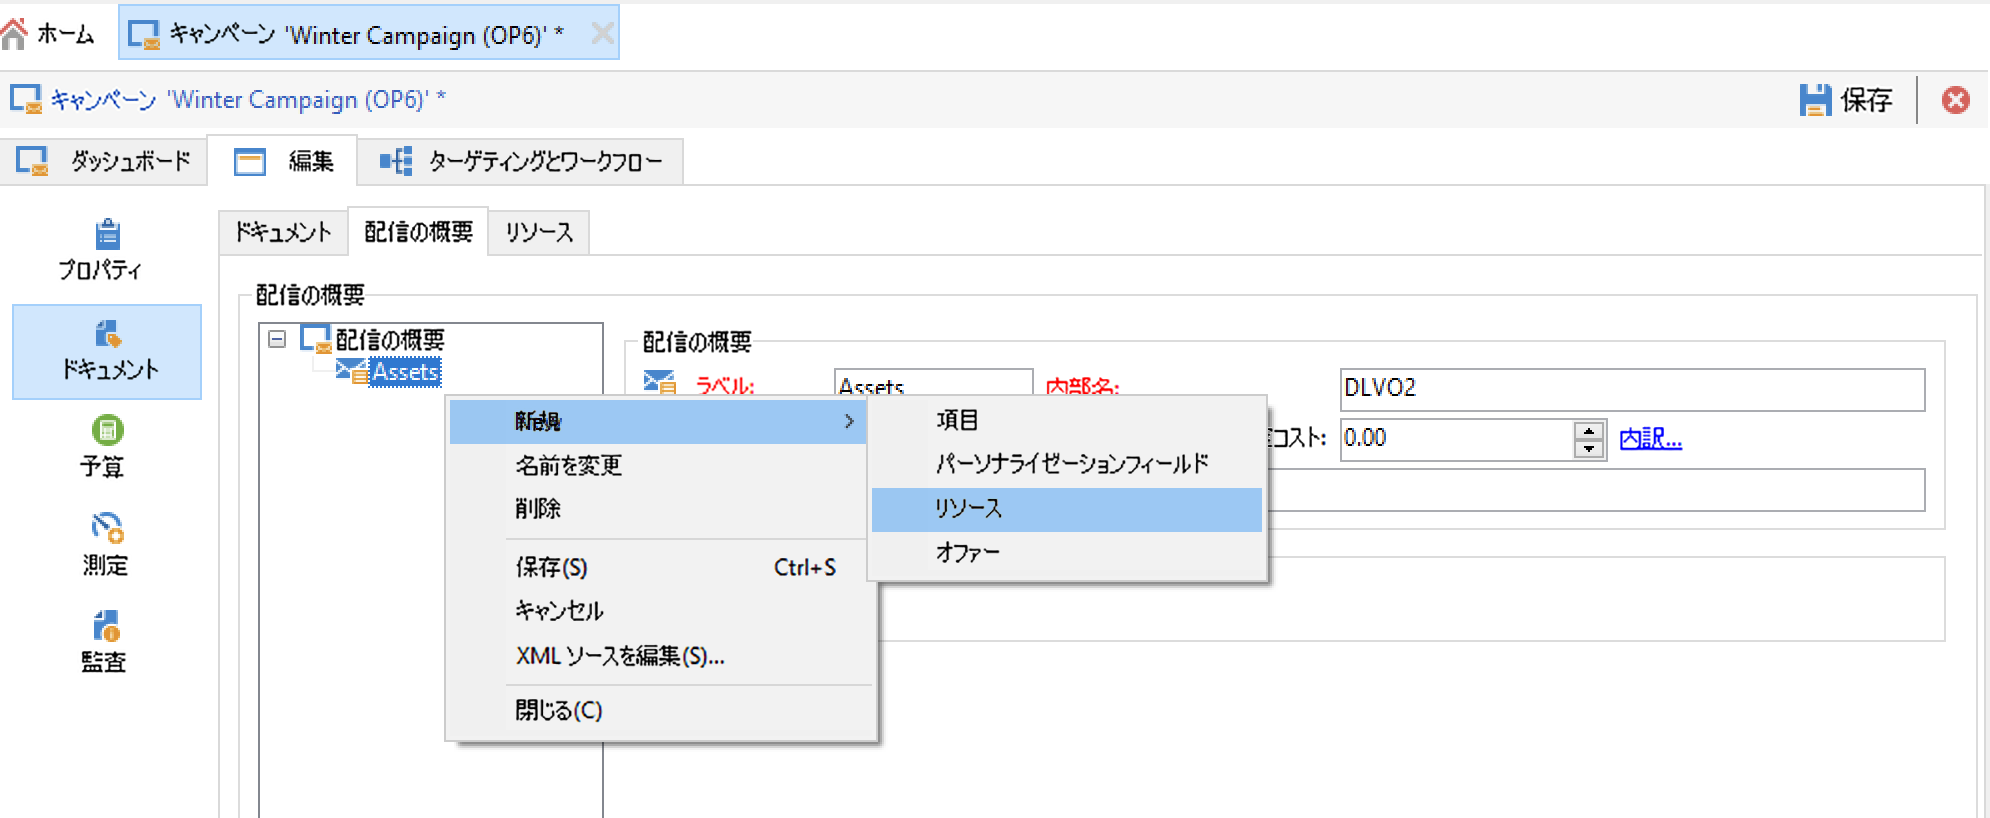 ホーム
キャンペーン 'Winter Campaign (OP6)' *
キャンペーン 'Winter Campaign (OP6)' *
保存
ダッシュボード
編集
ターゲティングとワークフロー
プロパティ
ドキュメント
予算
測定
監査
ドキュメント
配信の概要
リソース
配信の概要
配信の概要
Assets
配信の概要
ラベル:
Assets
内部名:
DLVO2
コスト:
0.00
内訳...
新規
名前を変更
削除
保存(S)
Ctrl+S
キャンセル
XML ソースを編集(S)...
閉じる(C)
項目
パーソナライゼーションフィールド
リソース
オファー